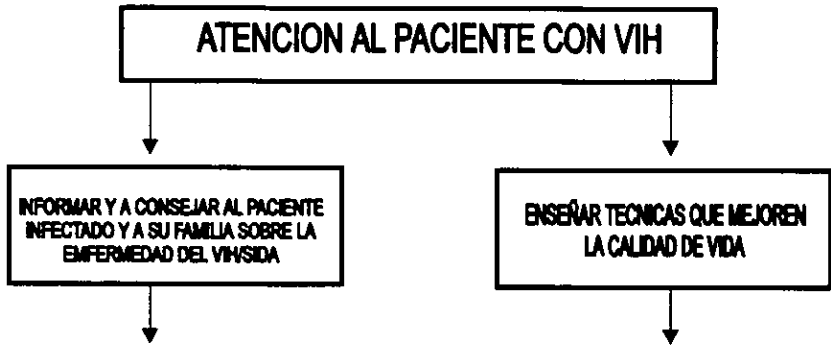 ATENCION AL PACIENTE CON VIH
INFORMAR Y A CONSEJAR AL PACIENTE
INFECTADO Y A SU FAMILIA SOBRE LA
EMFERMEDAD DEL VIH/SIDA
ENSEÑAR TECNICAS QUE MEJOREN
LA CALIDAD DE VIDA